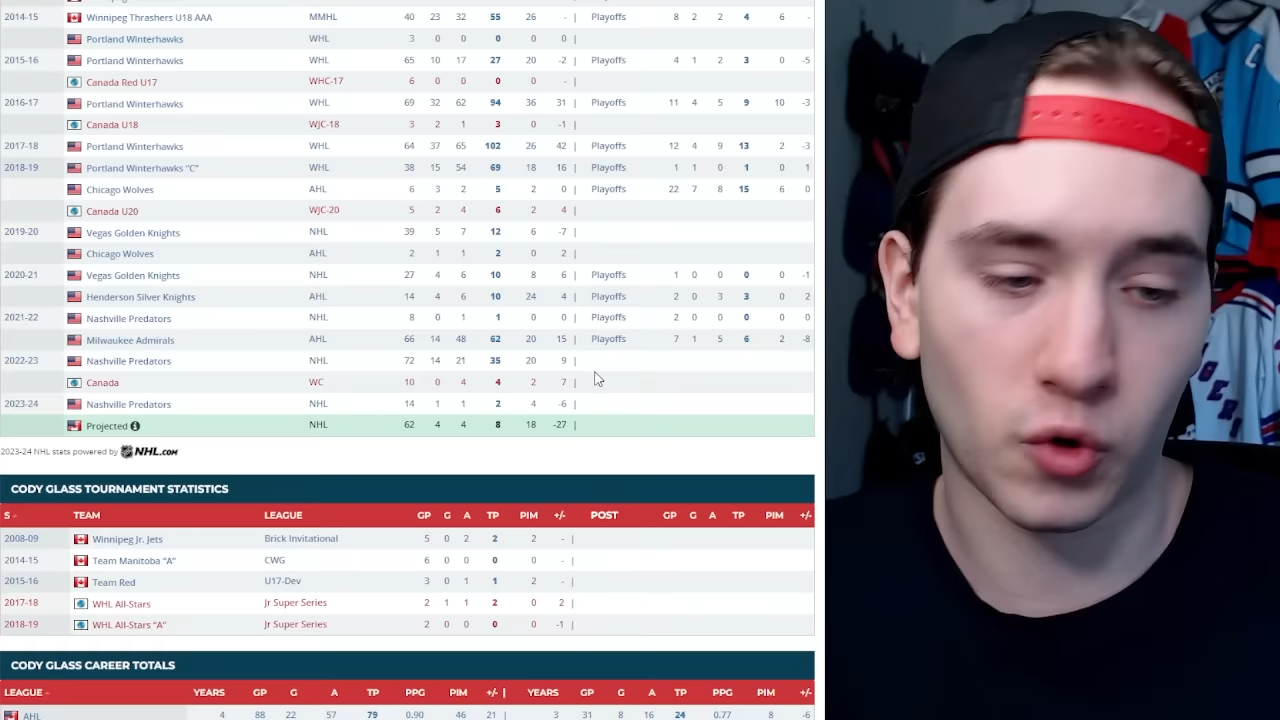 2014-15 Winnipeg Thrashers U18 AAA MMHL 40 23 32 55 26 - | Playoffs 8 2 2 4 6 -
Portland Winterhawks WHL 3 0 0 0 0 0 |
2015-16 Portland Winterhawks WHL 65 10 17 27 20 -2 | Playoffs 4 1 2 3 0 -5
Canada Red U17 WHC-17 6 0 0 0 0 - |
2016-17 Portland Winterhawks WHL 69 32 62 94 36 31 | Playoffs 11 4 5 9 10 -3
Canada U18 WJC-18 3 2 1 3 0 -1 |
2017-18 Portland Winterhawks WHL 64 37 65 102 26 42 | Playoffs 12 4 9 13 2 -3
2018-19 Portland Winterhawks "C" WHL 38 15 54 69 18 16 | Playoffs 1 1 0 1 0 1
Chicago Wolves AHL 6 3 2 5 2 0 | Playoffs 22 7 8 15 6 0
Canada U20 WJC-20 5 2 4 6 2 4 |
2019-20 Vegas Golden Knights NHL 39 5 7 12 6 -7 |
Chicago Wolves AHL 2 1 1 2 0 2 |
2020-21 Vegas Golden Knights NHL 27 4 6 10 8 6 | Playoffs 1 0 0 0 0 -1
Henderson Silver Knights AHL 14 4 6 10 24 4 | Playoffs 2 0 3 3 0 2
2021-22 Nashville Predators NHL 8 0 1 1 0 0 | Playoffs 2 0 0 0 0 0
Milwaukee Admirals AHL 66 14 48 62 20 15 | Playoffs 7 1 5 6 2 -8
2022-23 Nashville Predators NHL 72 14 21 35 20 9 |
Canada WC 10 0 4 4 2 7 |
2023-24 Nashville Predators NHL 14 1 1 2 4 -6 |
Projected NHL 62 4 4 8 18 -27 |
2023-24 NHL stats powered by NHL.com
CODY GLASS TOURNAMENT STATISTICS
S TEAM LEAGUE GP G A TP PIM +/- POST GP G A TP PIM +/-
2008-09 Winnipeg Jr. Jets Brick Invitational 5 0 2 2 2 - |
2014-15 Team Manitoba "A" CWG 6 0 0 0 0 - |
2015-16 Team Red U17-Dev 3 0 1 1 2 - |
2017-18 WHL All-Stars Jr Super Series 2 1 1 2 0 2 |
2018-19 WHL All-Stars "A" Jr Super Series 2 0 0 0 0 -1 |
CODY GLASS CAREER TOTALS
LEAGUE YEARS GP G A TP PPG PIM +/- | YEARS GP G A TP PPG PIM +/-
AHL 4 88 22 57 79 0.90 46 21 | 3 31 8 16 24 0.77 8 -6